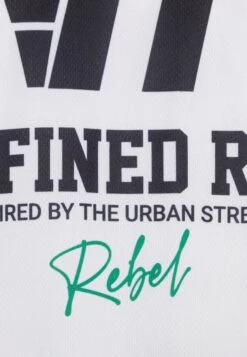 FINED R
IRED BY THE URBAN STRE
Rebel